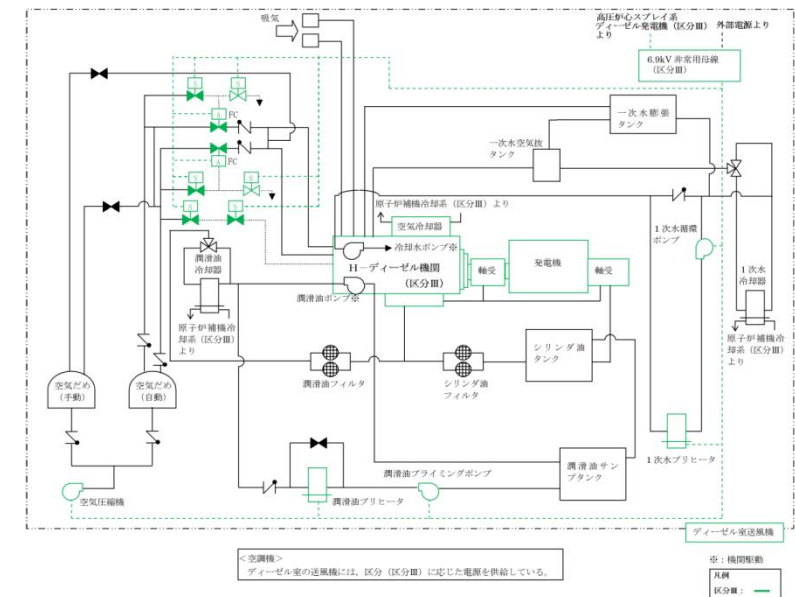 吸気
高圧炉心スプレイ系
ディーゼル発電機（区分Ⅲ）
より
外部電源より
6.9kV 非常用母線
（区分Ⅲ）
S
S
A
FC
A
FC
S
S
S
S
一次水膨張
タンク
一次水空気抜
タンク
原子炉補機冷却系（区分Ⅲ）より
空気冷却器
冷却水ポンプ※
H－ディーゼル機関
（区分Ⅲ）
潤滑油ポンプ※
軸受
発電機
軸受
1次水循環
ポンプ
潤滑油
冷却器
原子炉補機冷
却系（区分Ⅲ）
より
1次水
冷却器
原子炉補機冷
却系（区分Ⅲ）
より
潤滑油フィルタ
シリンダ油
フィルタ
シリンダ油
タンク
空気だめ
（手動）
空気だめ
（自動）
1次水プリヒータ
潤滑油プライミングポンプ
潤滑油サン
プタンク
空気圧縮機
潤滑油プリヒータ
ディーゼル室送風機
＜空調機＞
ディーゼル室の送風機には，区分（区分Ⅲ）に応じた電源を供給している。
※：機関駆動
凡例
区分Ⅲ：